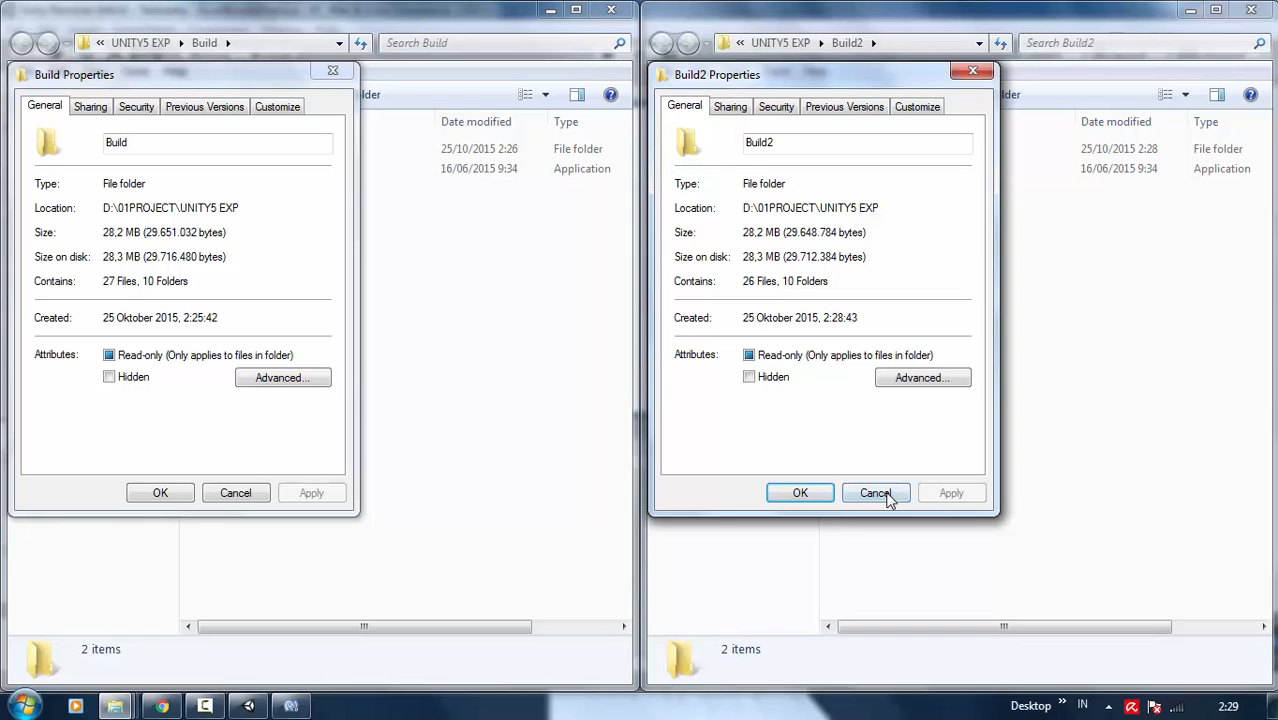 « UNITY5 EXP ▸ Build ▸
Search Build
Build Properties
General Sharing Security Previous Versions Customize
Build
Type: File folder
Location: D:\01PROJECT\UNITY5 EXP
Size: 28,2 MB (29.651.032 bytes)
Size on disk: 28,3 MB (29.716.480 bytes)
Contains: 27 Files, 10 Folders
Created: 25 Oktober 2015, 2:25:42
Attributes: Read-only (Only applies to files in folder)
Hidden
Advanced...
OK Cancel Apply
lder
Date modified Type
25/10/2015 2:26 File folder
16/06/2015 9:34 Application
2 items
« UNITY5 EXP ▸ Build2 ▸
Search Build2
Build2 Properties
General Sharing Security Previous Versions Customize
Build2
Type: File folder
Location: D:\01PROJECT\UNITY5 EXP
Size: 28,2 MB (29.648.784 bytes)
Size on disk: 28,3 MB (29.712.384 bytes)
Contains: 26 Files, 10 Folders
Created: 25 Oktober 2015, 2:28:43
Attributes: Read-only (Only applies to files in folder)
Hidden
Advanced...
OK Cancel Apply
lder
Date modified Type
25/10/2015 2:28 File folder
16/06/2015 9:34 Application
2 items
Desktop » IN 2:29